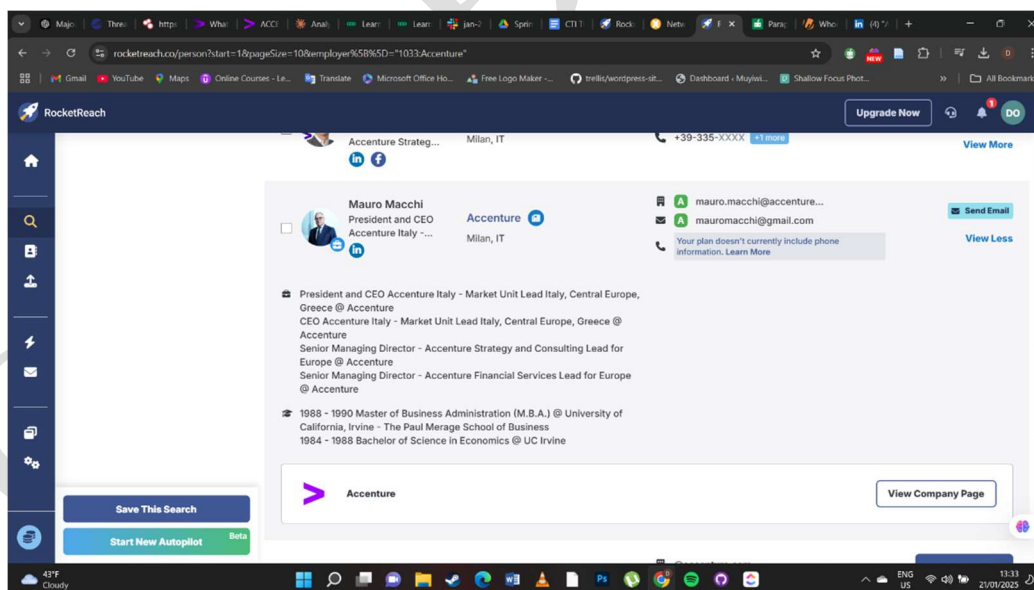 Majo
Threa
https
What
ACCE
Analy
Learn
Learn
jan-2
Sprin
CTI T
Rocke
Netw
F
Parap
Who
(4) "A
rocketreach.co/person?start=1&pageSize=10&employer%5B%5D="1033:Accenture"
NEW
D
Gmail
YouTube
Maps
Online Courses - Le...
Translate
Microsoft Office Ho...
Free Logo Maker -...
trellis/wordpress-sit...
Dashboard ‹ Muyiwi...
Shallow Focus Phot...
»
All Bookmark
RocketReach
Upgrade Now
1
DO
Accenture Strateg...
Milan, IT
+39-335-XXXX +1 more
View More
Mauro Macchi
President and CEO
Accenture Italy -...
Accenture
Milan, IT
A mauro.macchi@accenture...
A mauromacchi@gmail.com
Your plan doesn't currently include phone
information. Learn More
Send Email
View Less
President and CEO Accenture Italy - Market Unit Lead Italy, Central Europe,
Greece @ Accenture
CEO Accenture Italy - Market Unit Lead Italy, Central Europe, Greece @
Accenture
Senior Managing Director - Accenture Strategy and Consulting Lead for
Europe @ Accenture
Senior Managing Director - Accenture Financial Services Lead for Europe
@ Accenture
1988 - 1990 Master of Business Administration (M.B.A.) @ University of
California, Irvine - The Paul Merage School of Business
1984 - 1988 Bachelor of Science in Economics @ UC Irvine
Accenture
View Company Page
Save This Search
Start New Autopilot Beta
43°F
Cloudy
ENG
US
13:33
21/01/2025